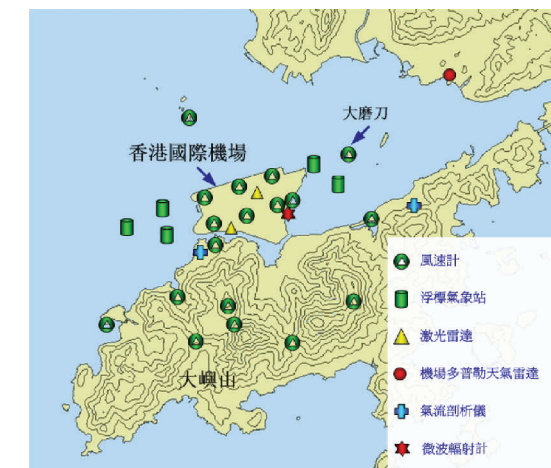 大磨刀
香港國際機場
風速計
浮標氣象站
激光雷達
機場多普勒天氣雷達
氣流剖析儀
大嶼山
微波輻射計